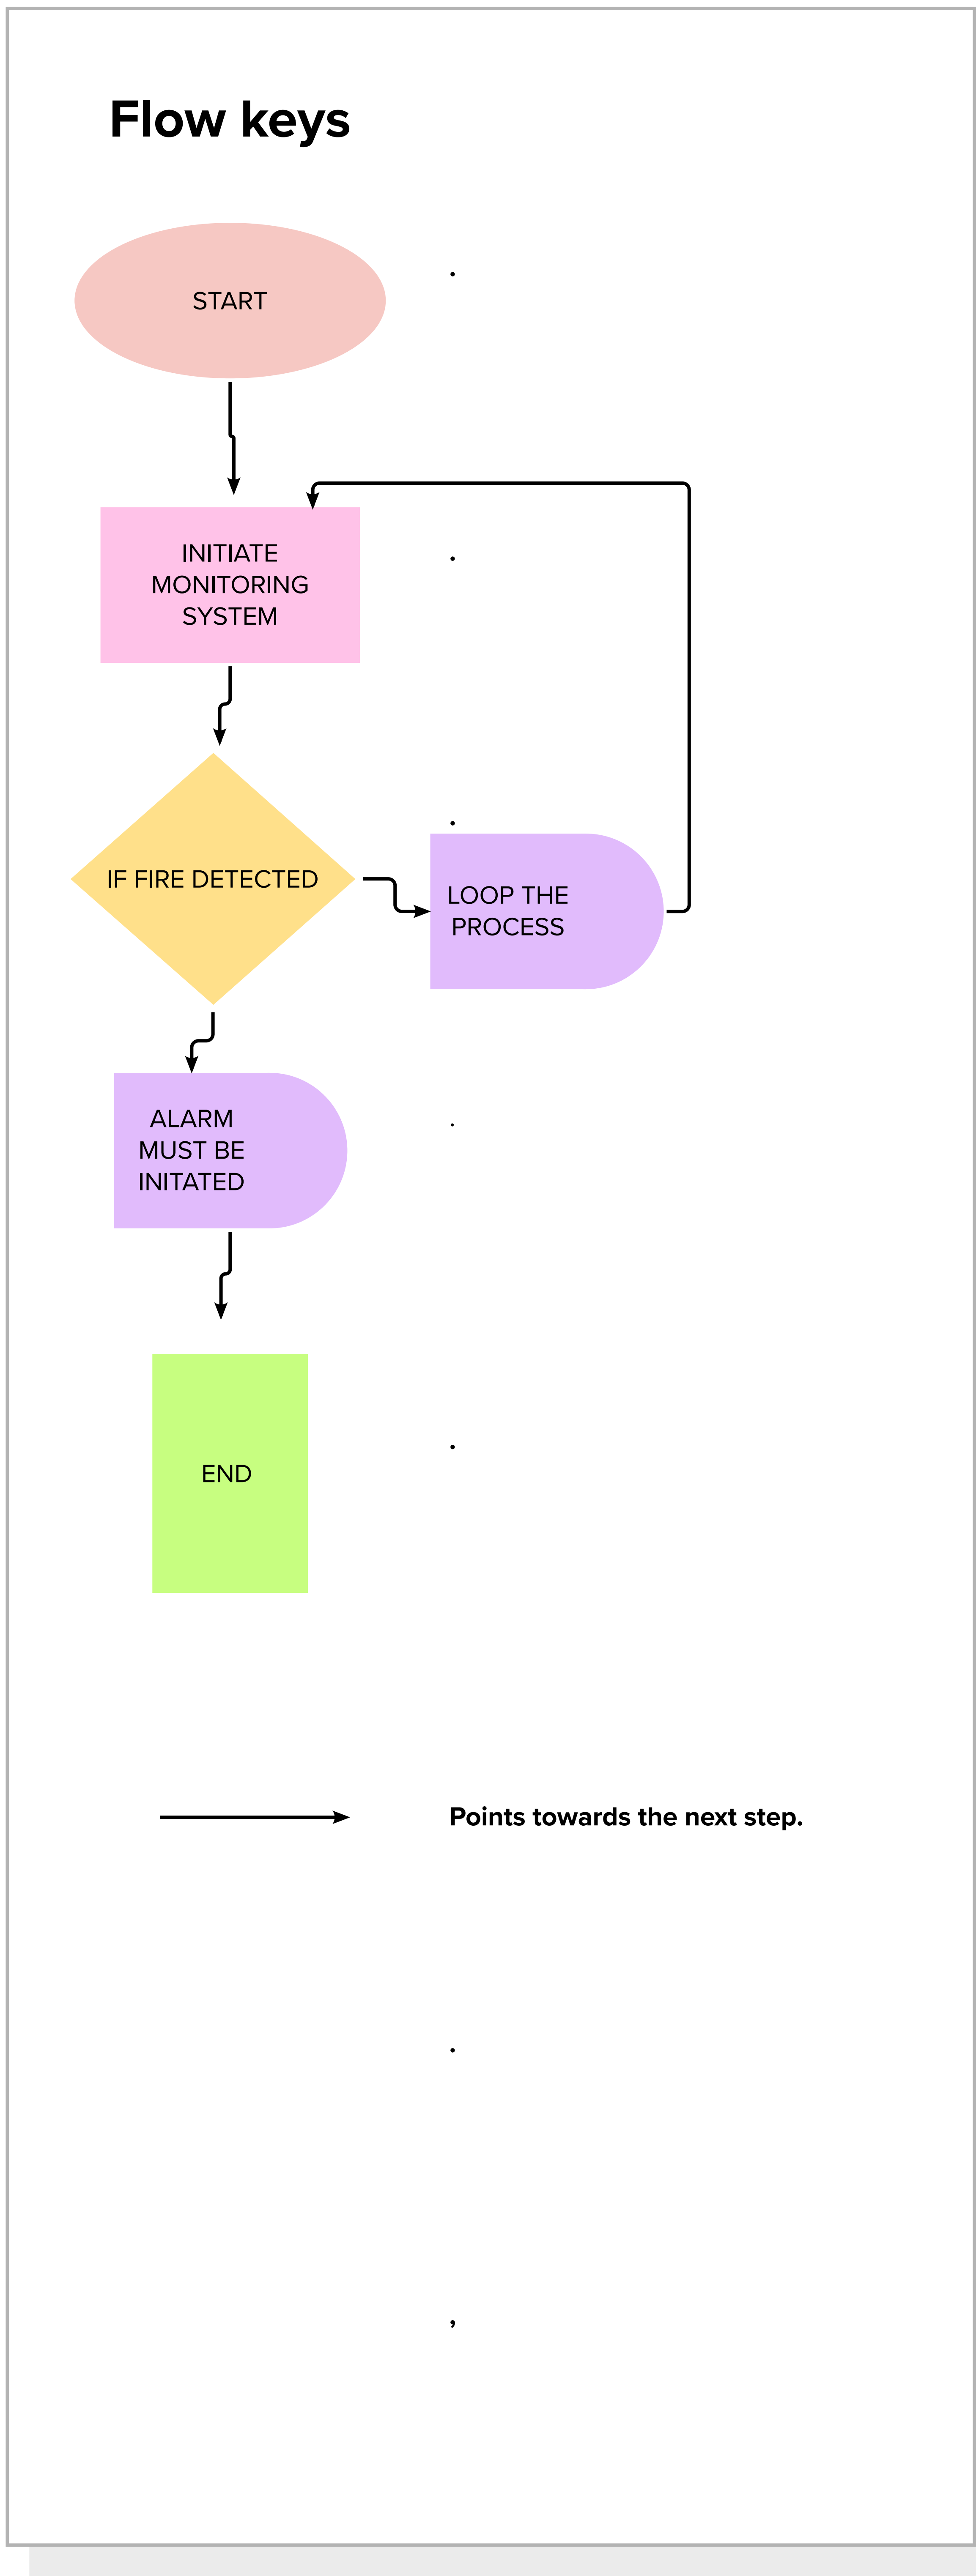 Flow keys
START
.
INITIATE
MONITORING
SYSTEM
.
IF FIRE DETECTED
.
LOOP THE
PROCESS
ALARM
MUST BE
INITATED
.
END
.
Points towards the next step.
.
,